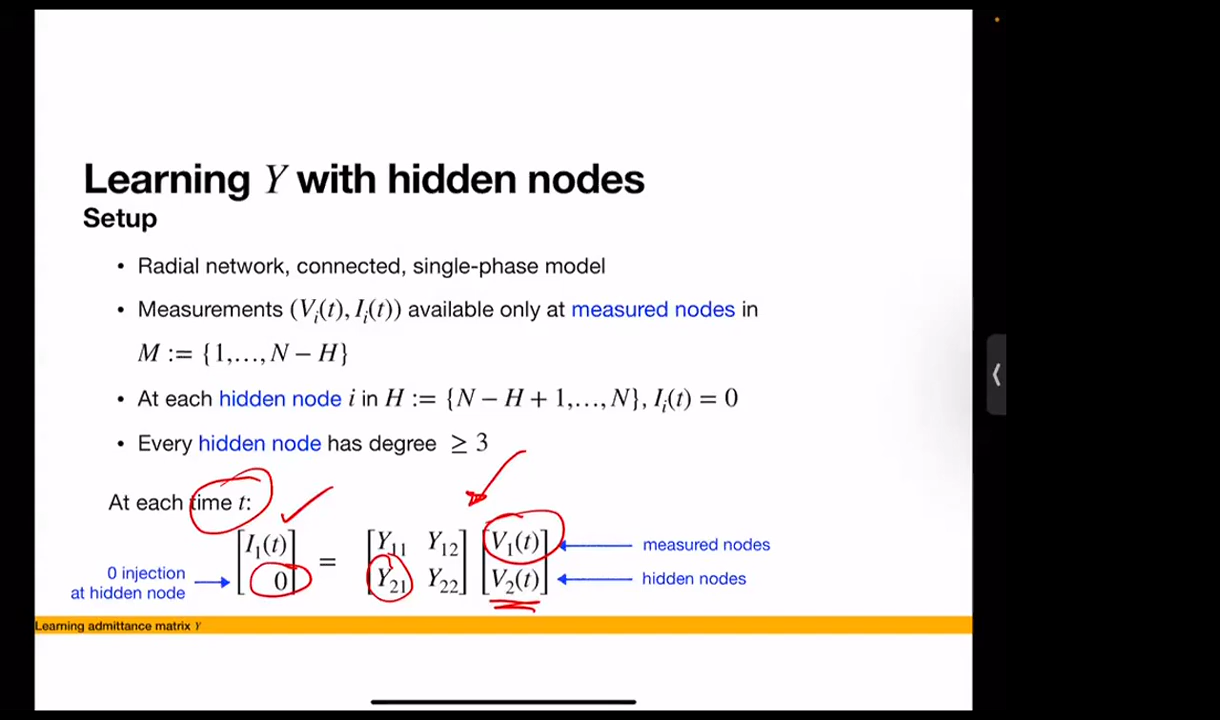 Learning Y with hidden nodes
Setup
• Radial network, connected, single-phase model
• Measurements (V_i(t), I_i(t)) available only at measured nodes in
M := {1,…, N − H}
• At each hidden node i in H := {N − H + 1,…, N}, I_i(t) = 0
• Every hidden node has degree ≥ 3
At each time t:
[I_1(t)] [Y_11 Y_12] [V_1(t)] measured nodes
0 injection at hidden node [0] = [Y_21 Y_22] [V_2(t)] hidden nodes
Learning admittance matrix Y